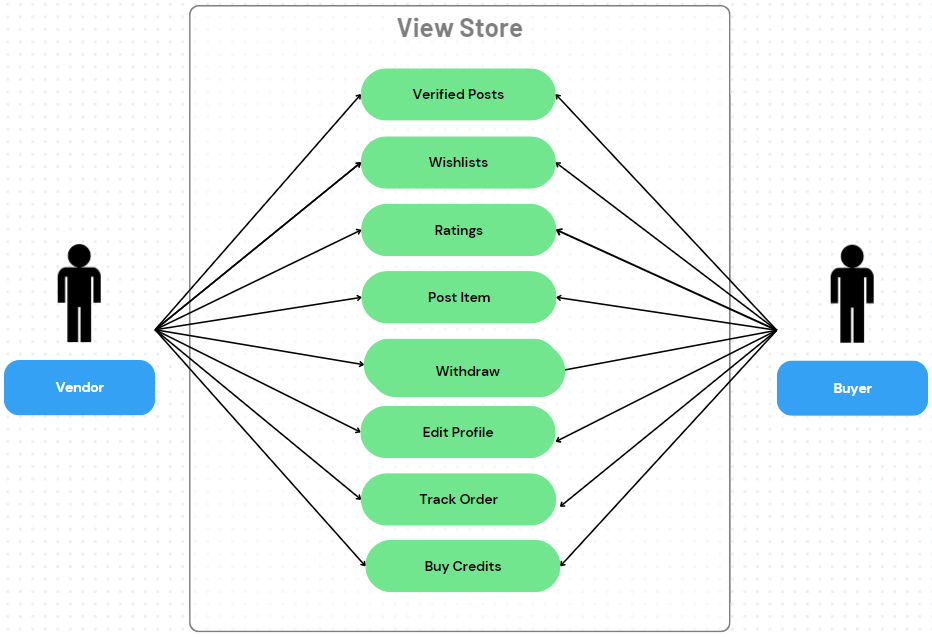 View Store
Verified Posts
Wishlists
Ratings
Post Item
Withdraw
Edit Profile
Track Order
Buy Credits
Vendor
Buyer